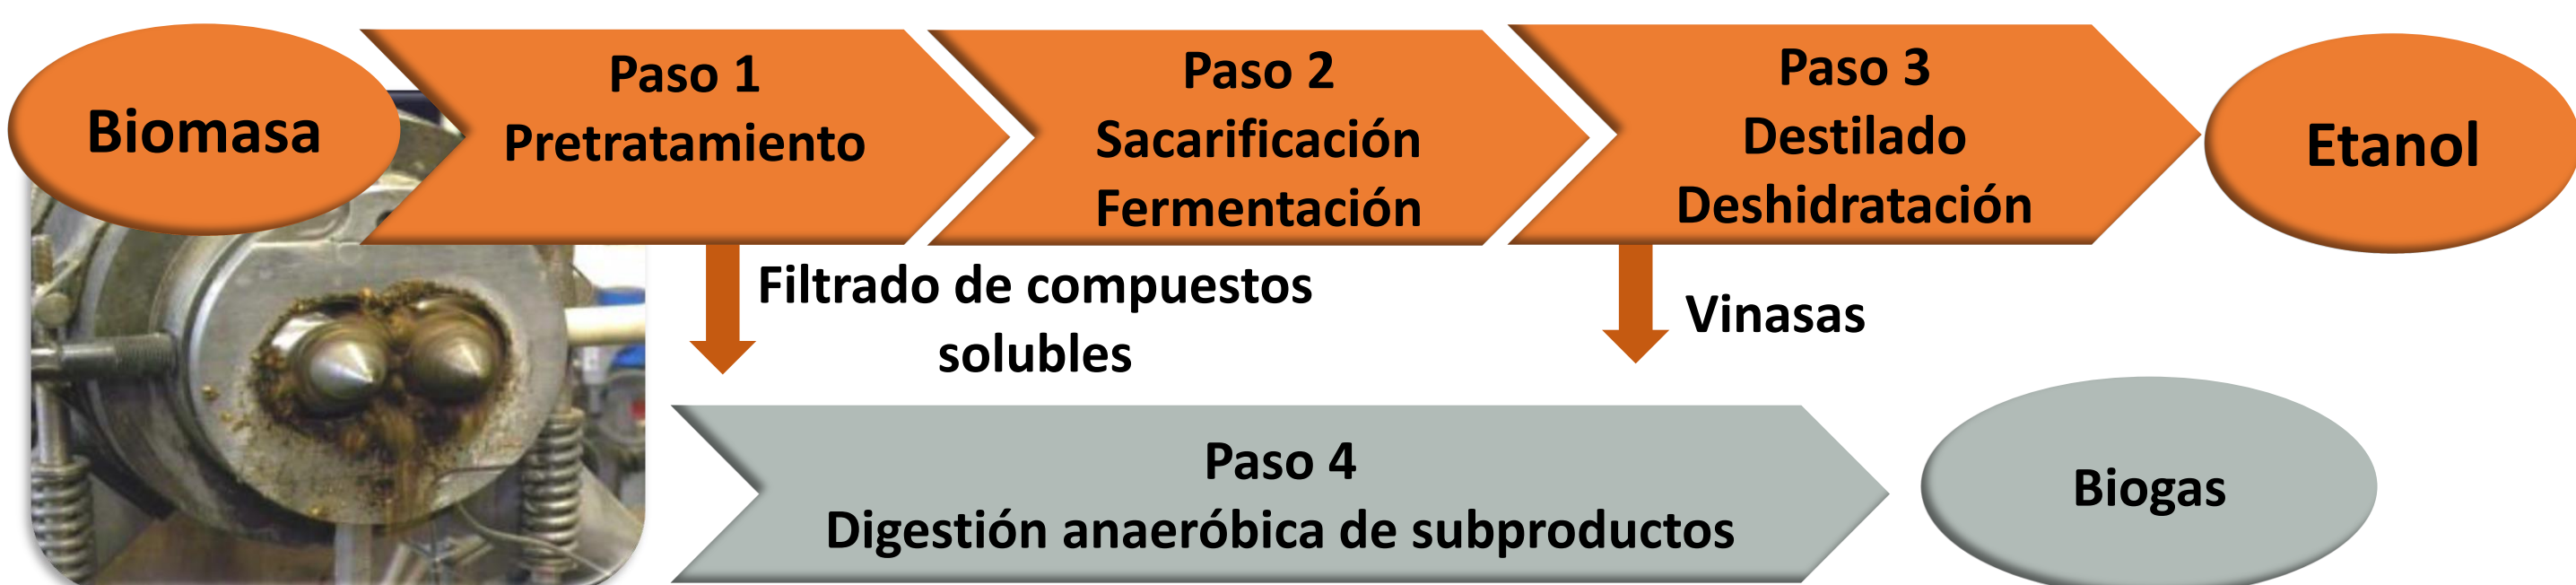 Biomasa
Paso 1
Pretratamiento
Paso 2
Sacarificación
Fermentación
Paso 3
Destilado
Deshidratación
Etanol
Filtrado de compuestos
solubles
Vinasas
Paso 4
Digestión anaeróbica de subproductos
Biogas